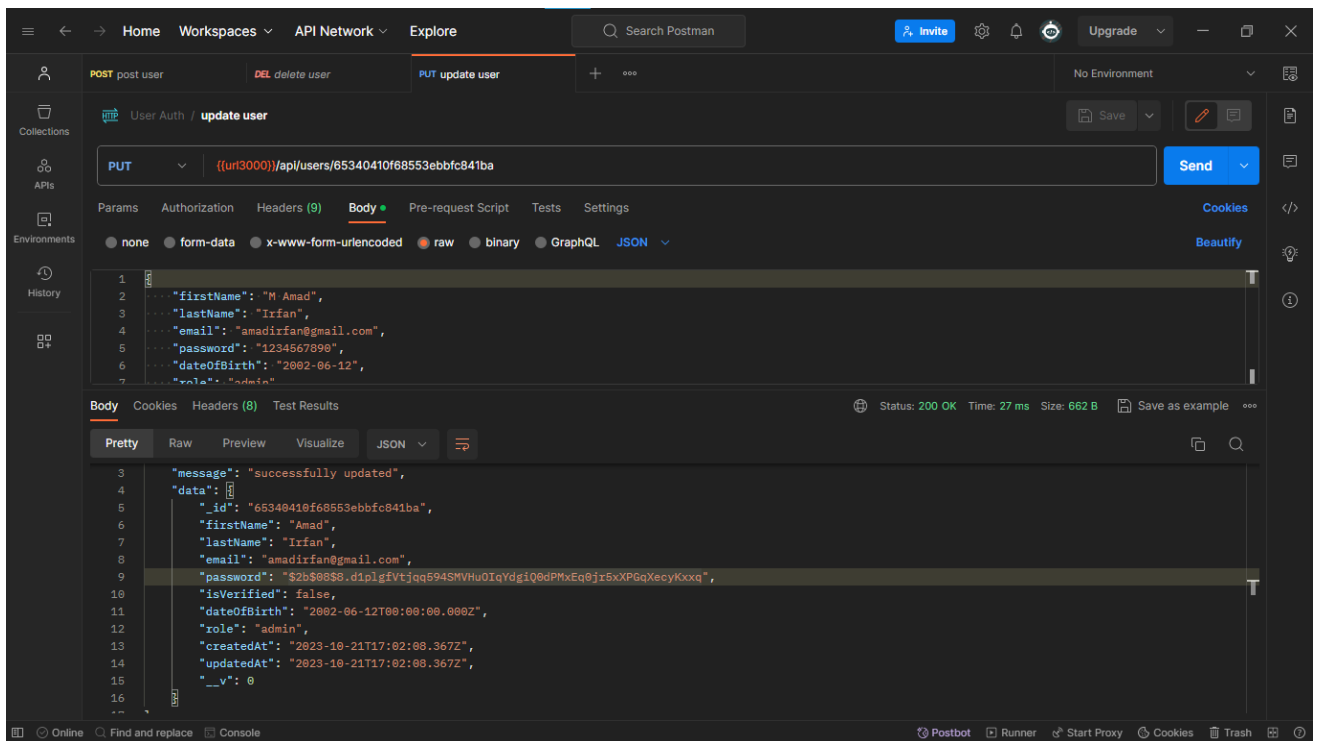 Home Workspaces API Network Explore Search Postman Invite Upgrade
POST post user DEL delete user PUT update user No Environment
HTTP User Auth / update user Save
Collections
PUT {{url3000}}/api/users/65340410f68553ebbfc841ba Send
APIs
Params Authorization Headers (9) Body Pre-request Script Tests Settings Cookies
Environments
none form-data x-www-form-urlencoded raw binary GraphQL JSON Beautify
History
1 {
2 "firstName": "M Amad",
3 "lastName": "Irfan",
4 "email": "amadirfan@gmail.com",
5 "password": "1234567890",
6 "dateOfBirth": "2002-06-12",
7 "role": "admin"
Body Cookies Headers (8) Test Results Status: 200 OK Time: 27 ms Size: 662 B Save as example
Pretty Raw Preview Visualize JSON
3 "message": "successfully updated",
4 "data": {
5 "_id": "65340410f68553ebbfc841ba",
6 "firstName": "Amad",
7 "lastName": "Irfan",
8 "email": "amadirfan@gmail.com",
9 "password": "$2b$08$8.d1plgfVtjqq594SMVHuOIqYdgiQ0dPMxEq0jr5xXPGqXecyKxxq",
10 "isVerified": false,
11 "dateOfBirth": "2002-06-12T00:00:00.000Z",
12 "role": "admin",
13 "createdAt": "2023-10-21T17:02:08.367Z",
14 "updatedAt": "2023-10-21T17:02:08.367Z",
15 "__v": 0
16 }
Online Find and replace Console Postbot Runner Start Proxy Cookies Trash